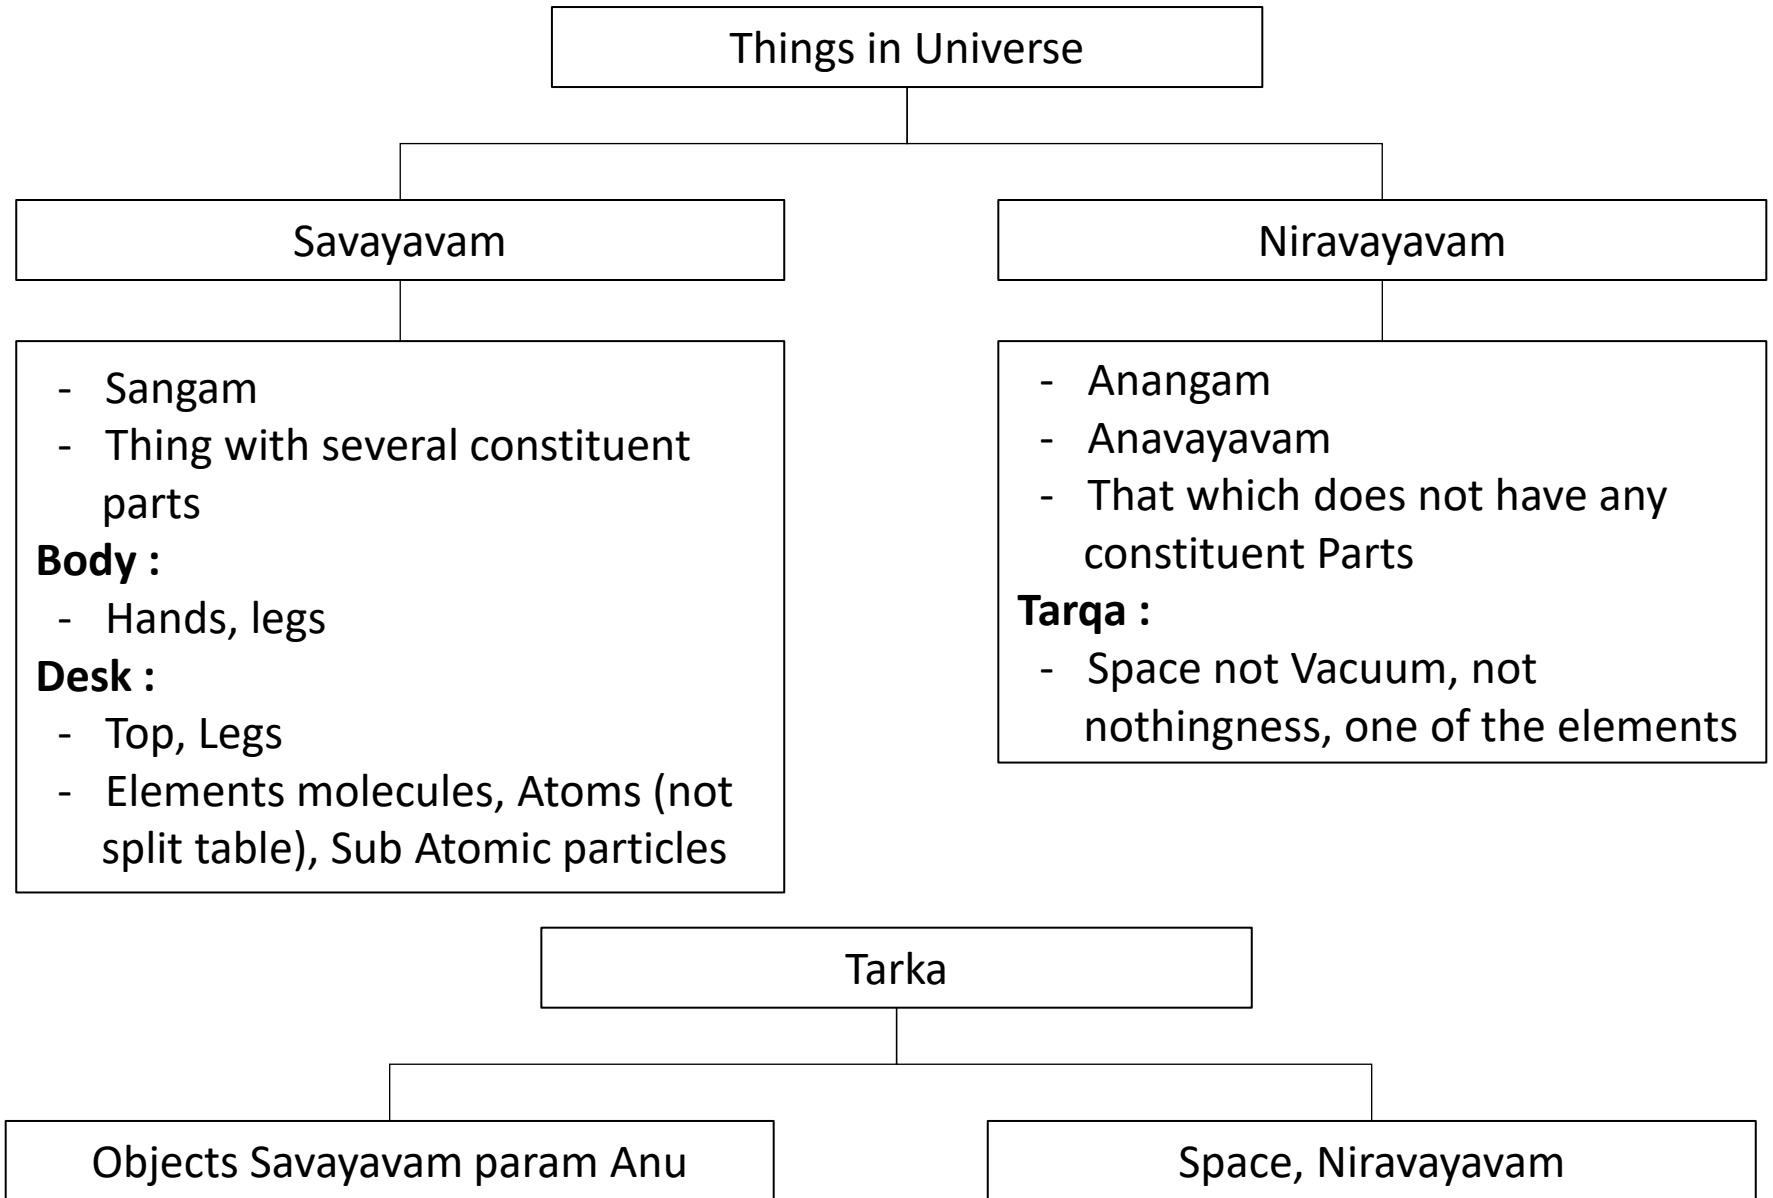 Things in Universe
Savayavam
Niravayavam
- Sangam
- Thing with several constituent
parts
Body :
- Hands, legs
Desk :
- Top, Legs
- Elements molecules, Atoms (not
split table), Sub Atomic particles
- Anangam
- Anavayavam
- That which does not have any
constituent Parts
Tarqa :
- Space not Vacuum, not
nothingness, one of the elements
Tarka
Objects Savayavam param Anu
Space, Niravayavam